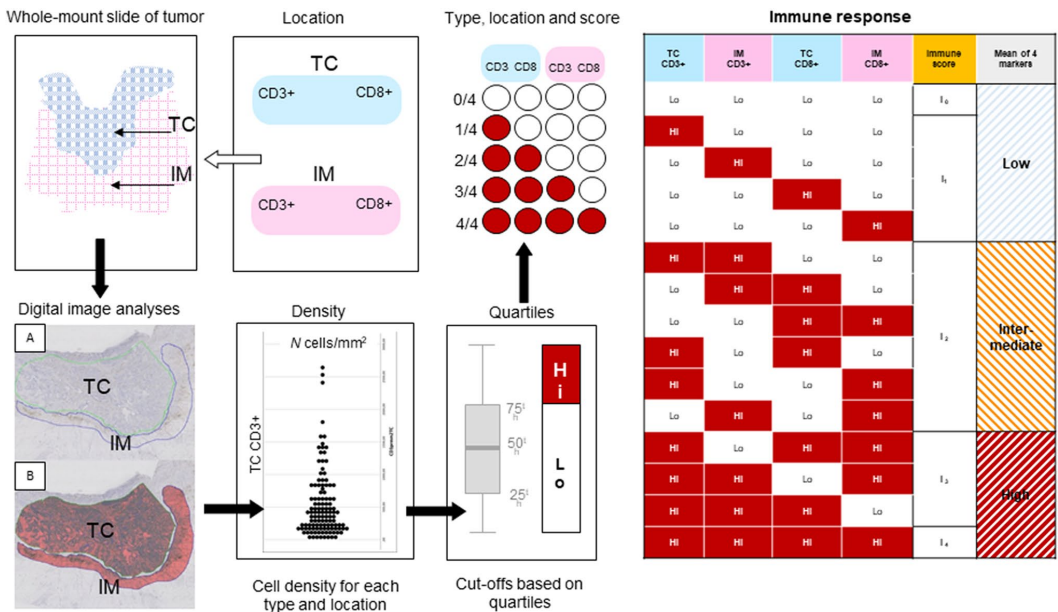 Whole-mount slide of tumor
TC
IM
Location
TC
CD3+ CD8+
IM
CD3+ CD8+
Type, location and score
CD3 CD8 CD3 CD8
0/4
1/4
2/4
3/4
4/4
Digital image analyses
A
TC
IM
B
TC
IM
Density
N cells/mm²
TC CD3+
Cell density for each
type and location
Quartiles
75t
h
50t
h
25t
h
H
i
L
o
Cut-offs based on
quartiles
Immune response
TC CD3+ IM CD3+ TC CD8+ IM CD8+ Immune score Mean of 4 markers
Lo Lo Lo Lo I0
HI Lo Lo Lo
Lo HI Lo Lo I1 Low
Lo Lo HI Lo
Lo Lo Lo HI
HI HI Lo Lo
Lo HI HI Lo
Lo Lo HI HI I2 Inter-
mediate
HI Lo HI Lo
HI Lo Lo HI
Lo HI Lo HI
HI Lo HI HI
HI HI Lo HI I3 High
HI HI HI Lo
HI HI HI HI I4